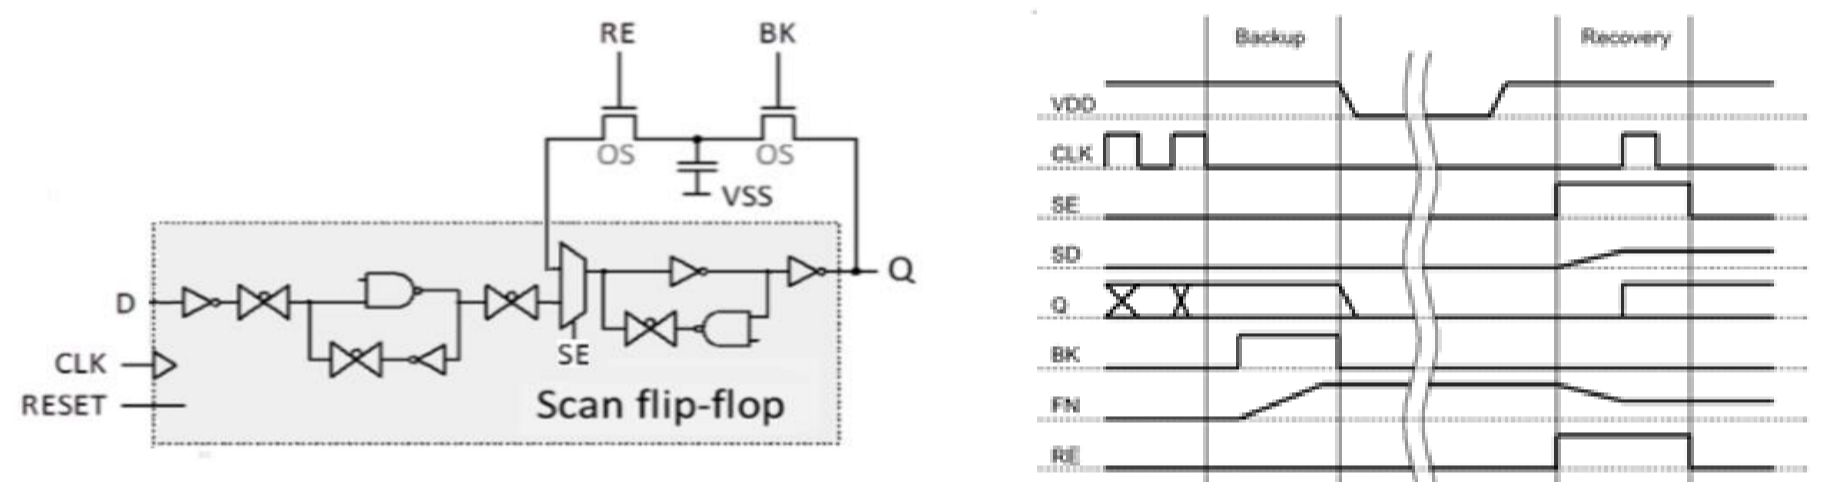 RE
BK
OS
OS
VSS
D
Q
SE
CLK
RESET
Scan flip-flop
Backup
Recovery
VDD
CLK
SE
SD
Q
BK
FN
RE